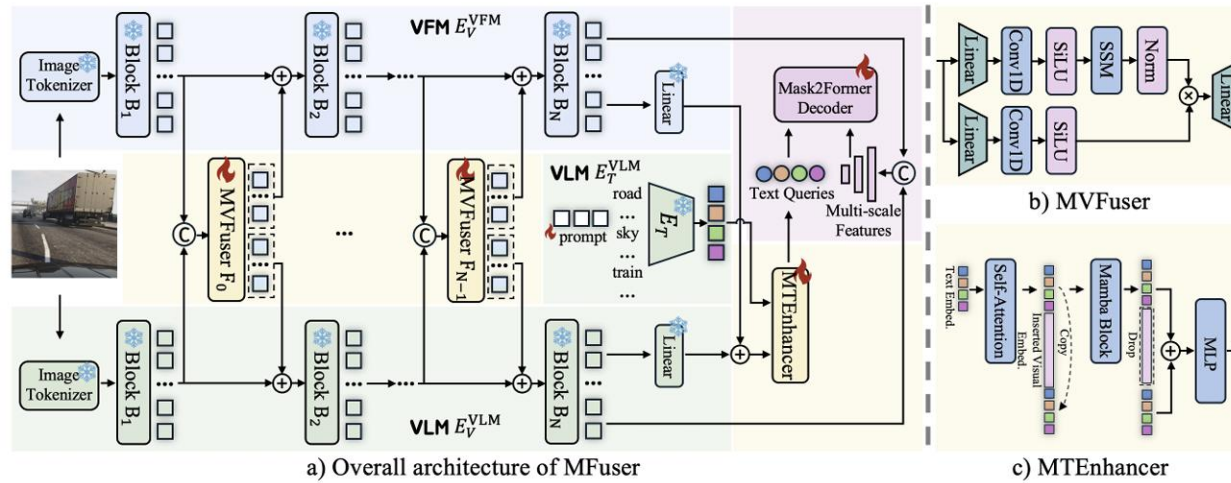 VFM E_V^VFM
Image
Tokenizer
Block B₁
Block B₂
Block B_N
Linear
MVFuser F₀
MVFuser F_{N−1}
C
C
VLM E_T^VLM
prompt
road
...
sky
...
train
...
E_T
Mask2Former
Decoder
Text Queries
Multi-scale
Features
C
MTEnhancer
Image
Tokenizer
Block B₁
Block B₂
Block B_N
Linear
VLM E_V^VLM
a) Overall architecture of MFuser
Linear
Conv1D
SiLU
SSM
Norm
Linear
Conv1D
SiLU
Linear
b) MVFuser
Text Embed.
Self-Attention
Inserted Visual
Embed.
Copy
Mamba Block
Drop
MLP
c) MTEnhancer